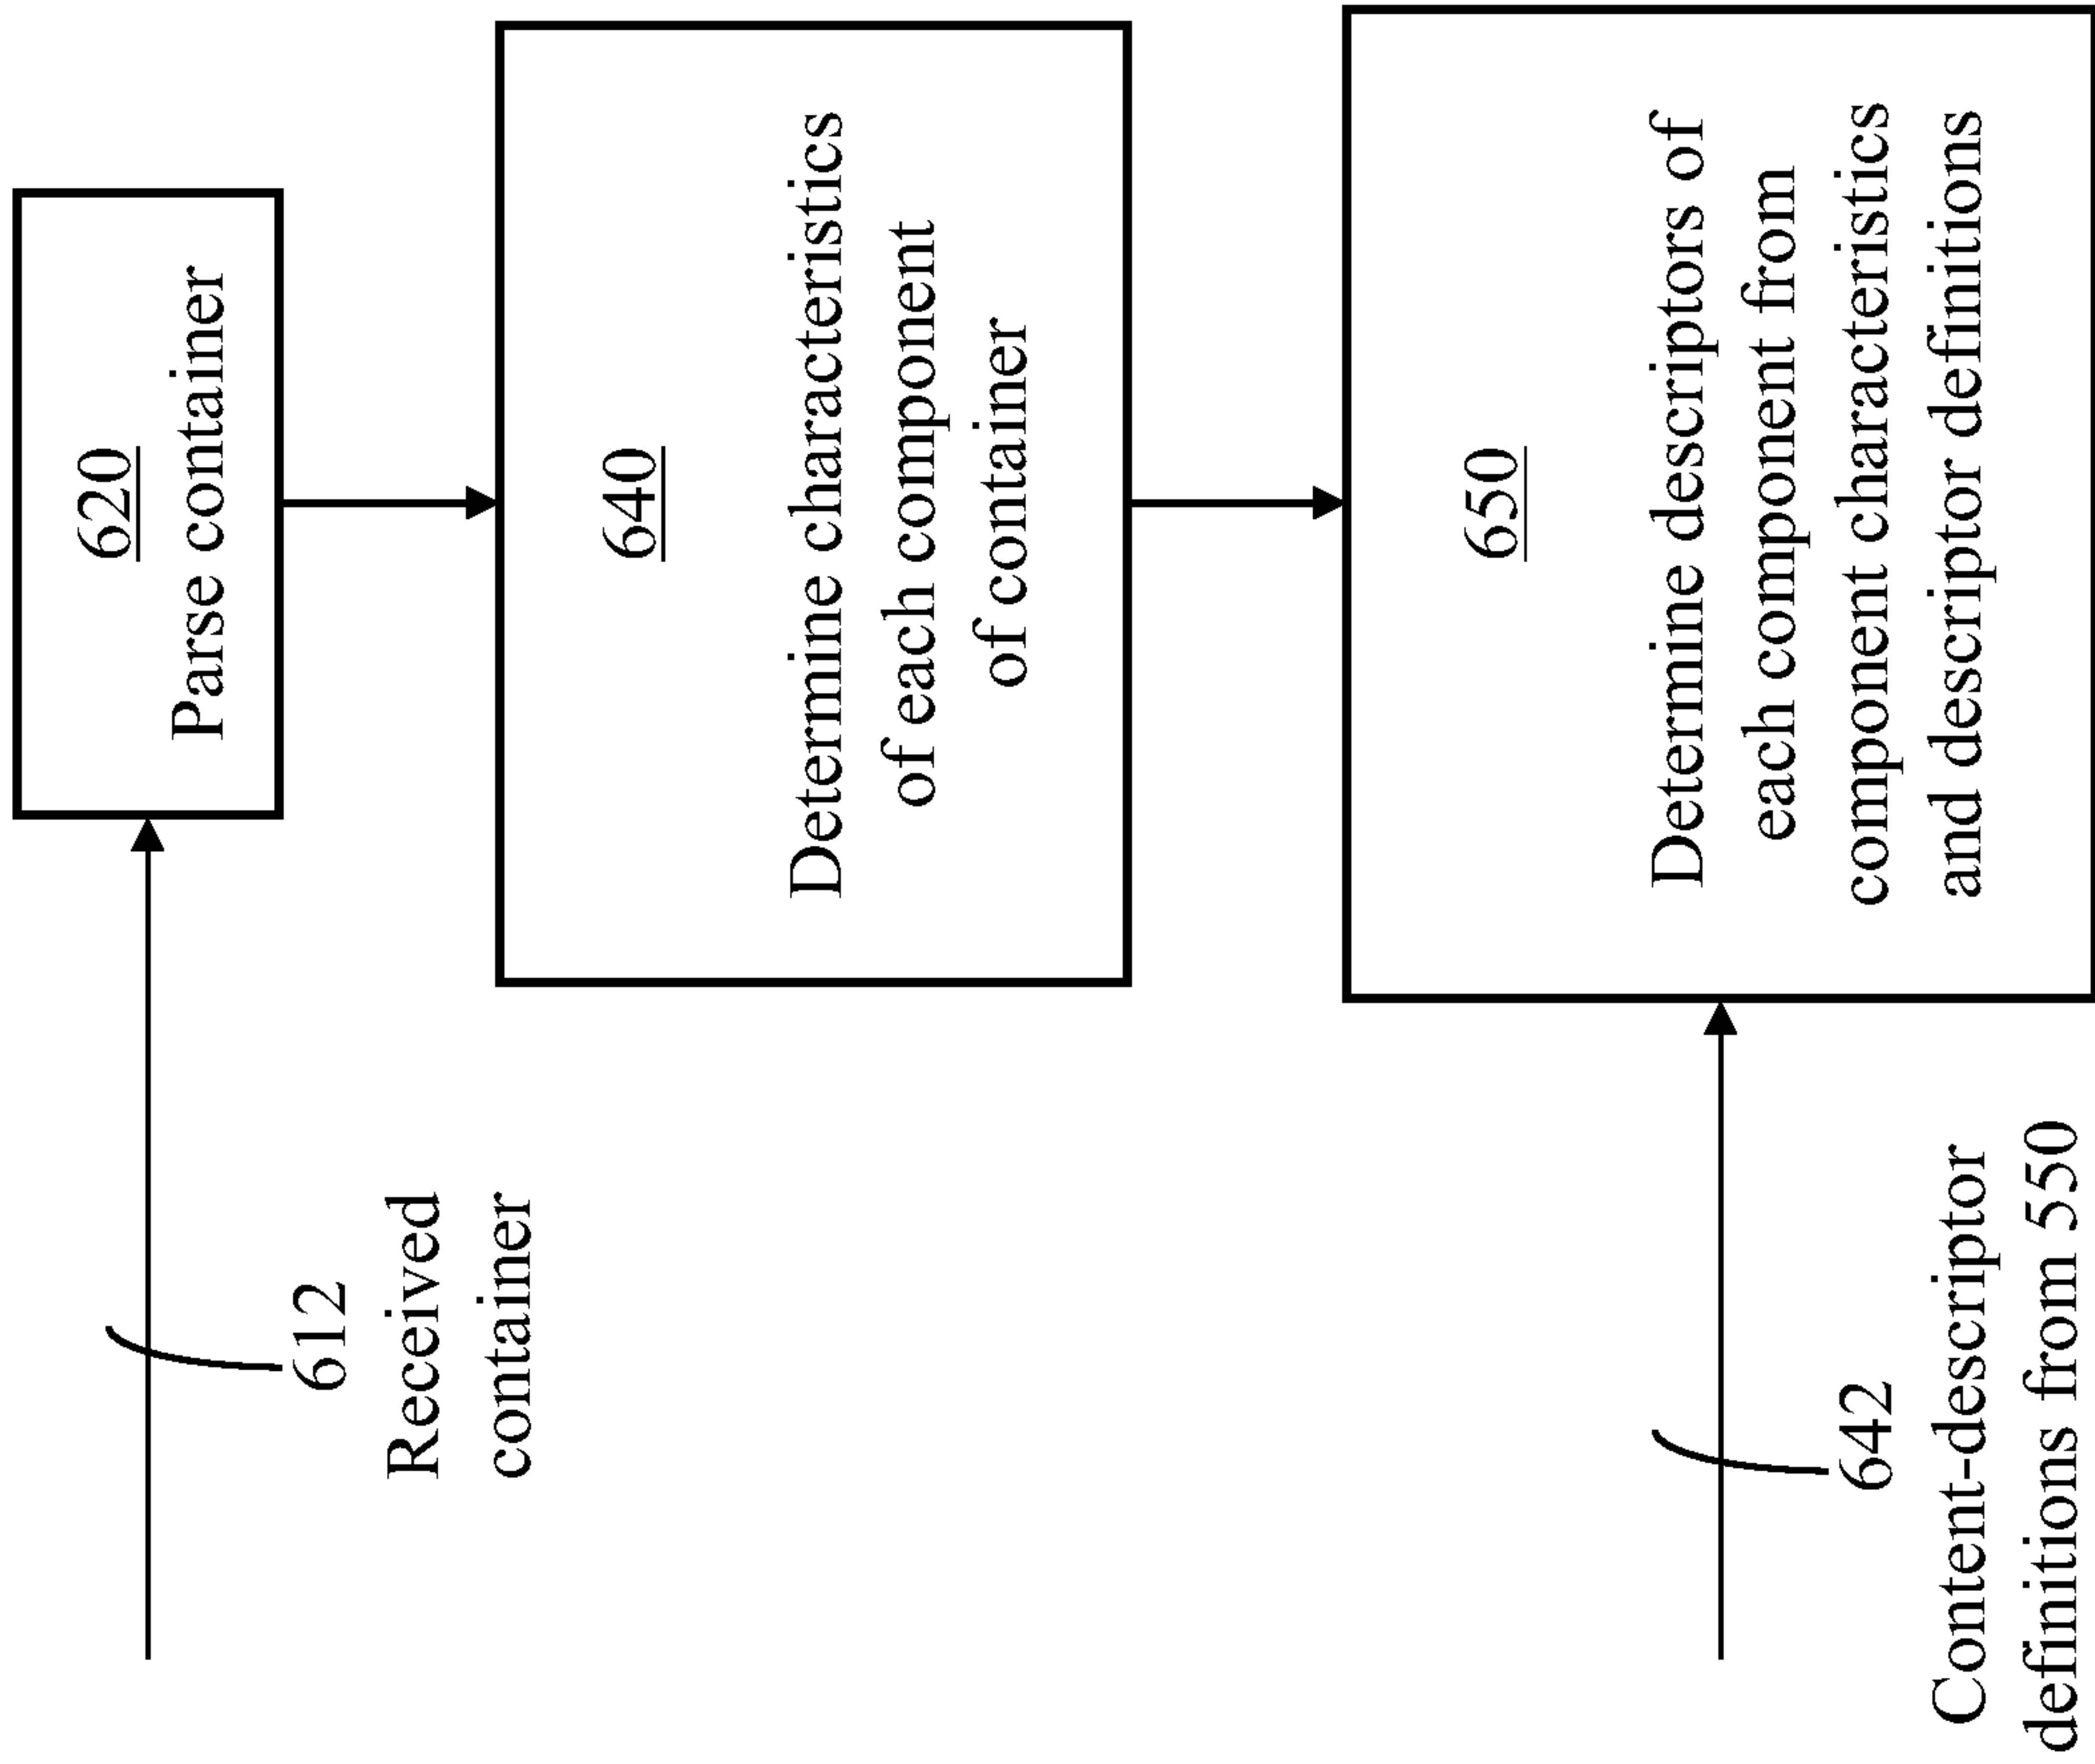 620
Parse container
612
Received
container
640
Determine characteristics
of each component
of container
650
Determine descriptors of
each component from
component characteristics
and descriptor definitions
642
Content-descriptor
definitions from 550